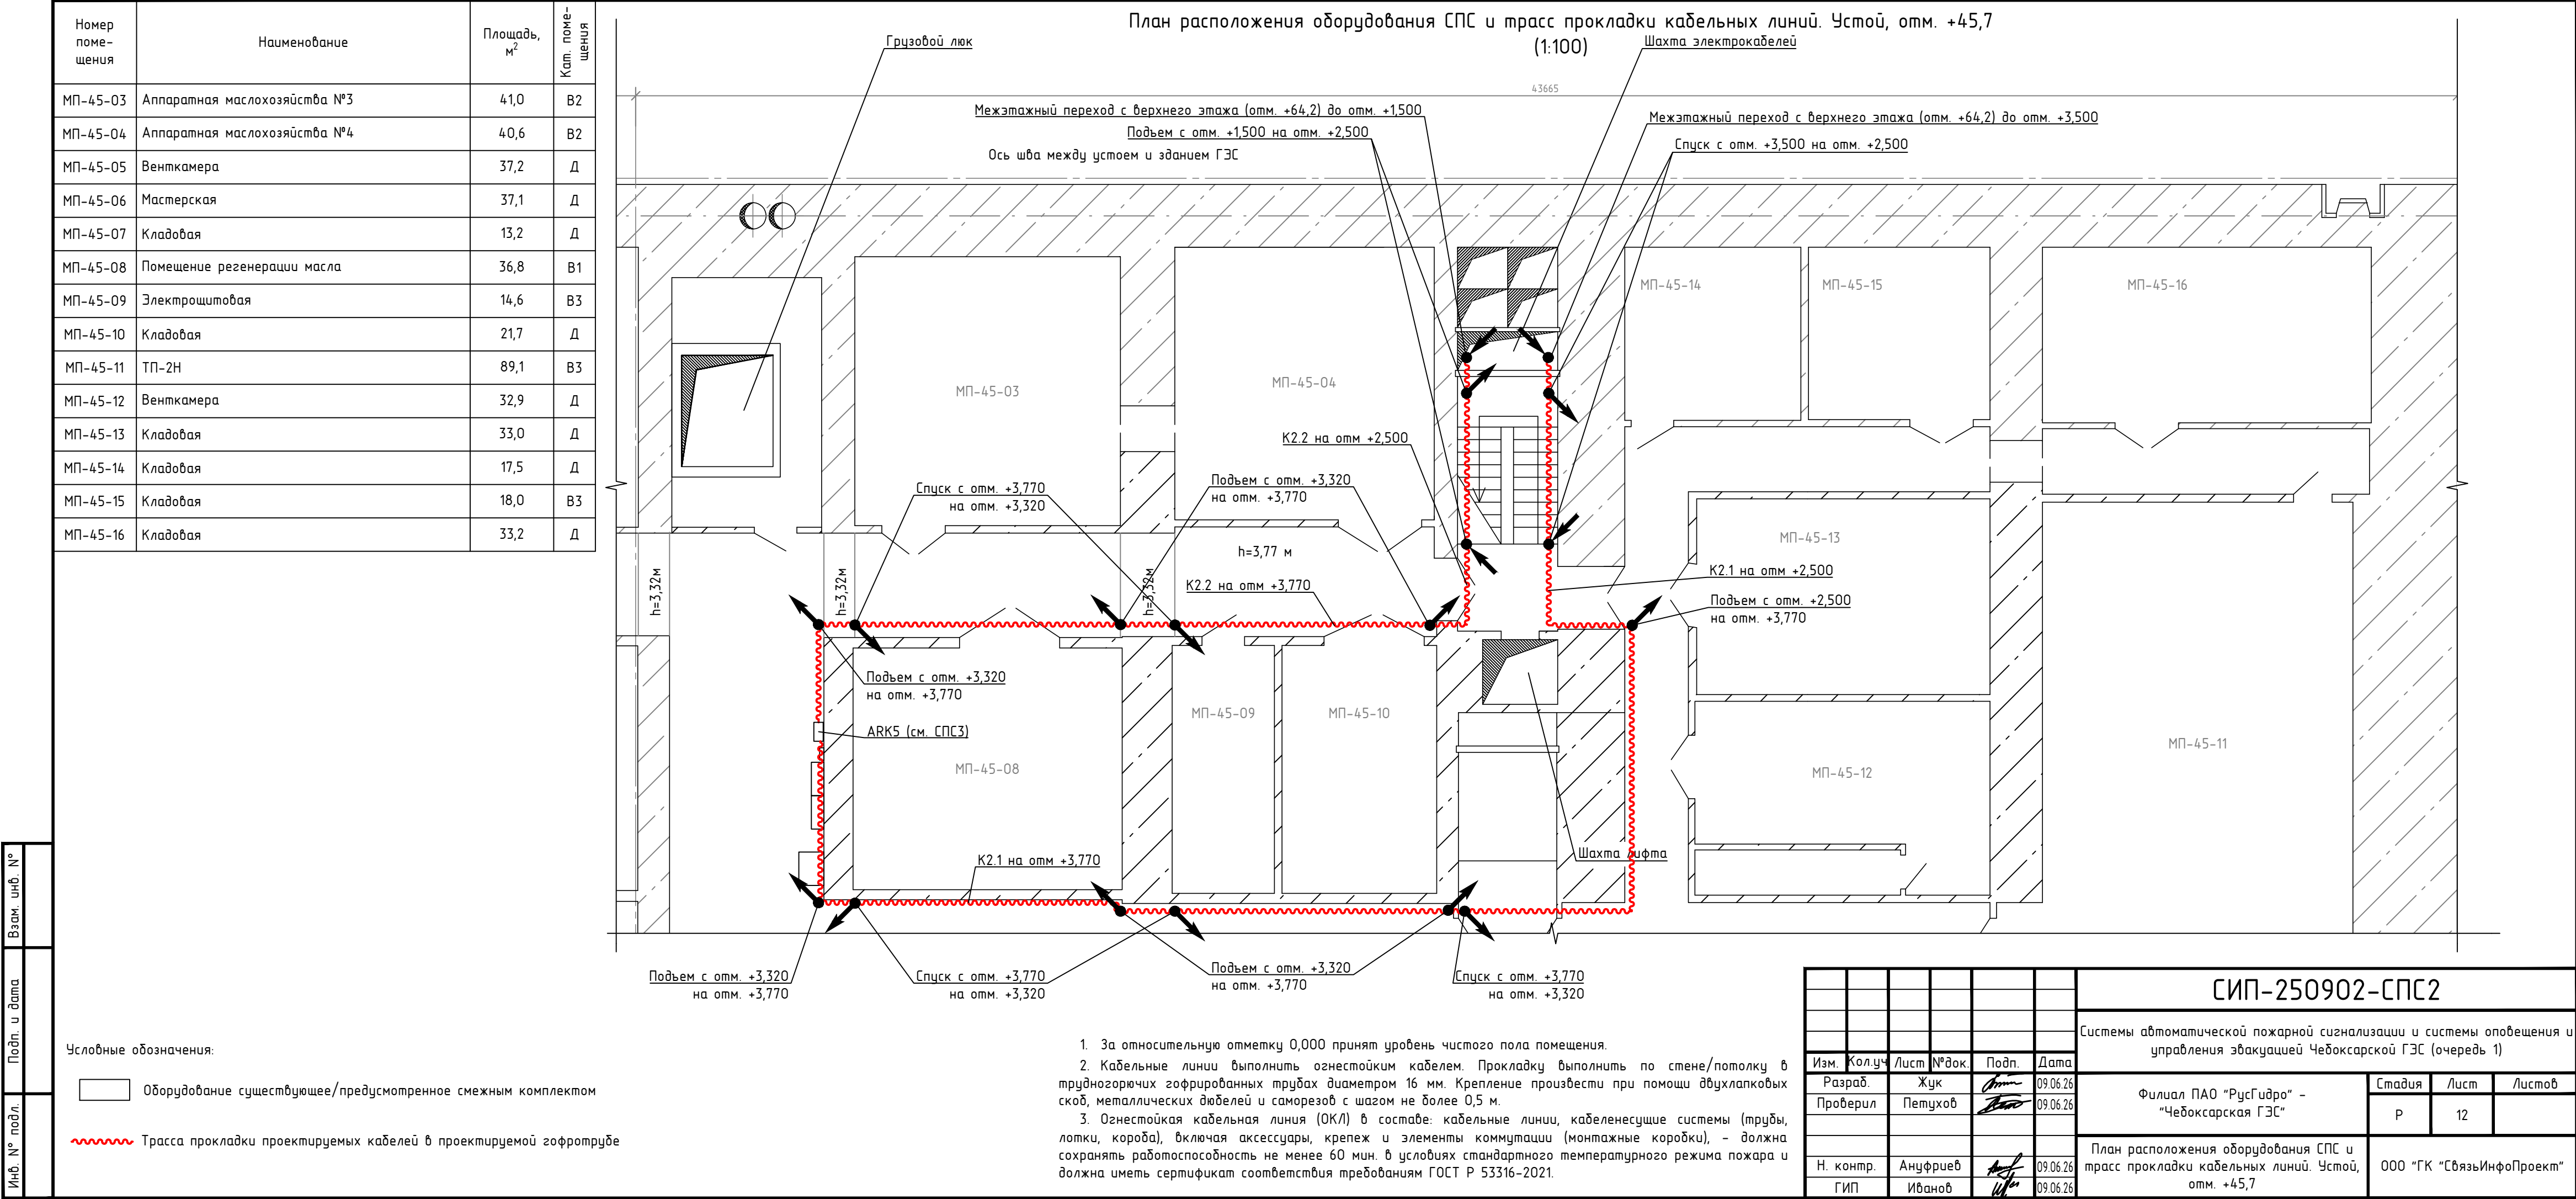 План расположения оборудования СПС и трасс прокладки кабельных линий. Устой, отм. +45,7
(1:100)
Номер поме-щения Наименование Площадь, м² Кат. поме-щения
МП-45-03 Аппаратная маслохозяйства №3 41,0 В2
МП-45-04 Аппаратная маслохозяйства №4 40,6 В2
МП-45-05 Венткамера 37,2 Д
МП-45-06 Мастерская 37,1 Д
МП-45-07 Кладовая 13,2 Д
МП-45-08 Помещение регенерации масла 36,8 В1
МП-45-09 Электрощитовая 14,6 В3
МП-45-10 Кладовая 21,7 Д
МП-45-11 ТП-2Н 89,1 В3
МП-45-12 Венткамера 32,9 Д
МП-45-13 Кладовая 33,0 Д
МП-45-14 Кладовая 17,5 Д
МП-45-15 Кладовая 18,0 В3
МП-45-16 Кладовая 33,2 Д
Грузовой люк
Шахта электрокабелей
43665
Межэтажный переход с верхнего этажа (отм. +64,2) до отм. +1,500
Подъем с отм. +1,500 на отм. +2,500
Ось шва между устоем и зданием ГЭС
Межэтажный переход с верхнего этажа (отм. +64,2) до отм. +3,500
Спуск с отм. +3,500 на отм. +2,500
МП-45-14
МП-45-15
МП-45-16
МП-45-03
МП-45-04
К2.2 на отм +2,500
Спуск с отм. +3,770
на отм. +3,320
Подъем с отм. +3,320
на отм. +3,770
h=3,77 м
h=3,32м
h=3,32м
h=3,32м
К2.2 на отм +3,770
МП-45-13
К2.1 на отм +2,500
Подъем с отм. +2,500
на отм. +3,770
Подъем с отм. +3,320
на отм. +3,770
ARK5 (см. СПС3)
МП-45-08
МП-45-09
МП-45-10
МП-45-11
МП-45-12
Шахта лифта
К2.1 на отм +3,770
Подъем с отм. +3,320
на отм. +3,770
Спуск с отм. +3,770
на отм. +3,320
Подъем с отм. +3,320
на отм. +3,770
Спуск с отм. +3,770
на отм. +3,320
Условные обозначения:
Оборудование существующее/предусмотренное смежным комплектом
Трасса прокладки проектируемых кабелей в проектируемой гофротрубе
1. За относительную отметку 0,000 принят уровень чистого пола помещения.
2. Кабельные линии выполнить огнестойким кабелем. Прокладку выполнить по стене/потолку в
трудногорючих гофрированных трубах диаметром 16 мм. Крепление произвести при помощи двухлапковых
скоб, металлических дюбелей и саморезов с шагом не более 0,5 м.
3. Огнестойкая кабельная линия (ОКЛ) в составе: кабельные линии, кабеленесущие системы (трубы,
лотки, короба), включая аксессуары, крепеж и элементы коммутации (монтажные коробки), - должна
сохранять работоспособность не менее 60 мин. в условиях стандартного температурного режима пожара и
должна иметь сертификат соответствия требованиям ГОСТ Р 53316-2021.
СИП-250902-СПС2
Системы автоматической пожарной сигнализации и системы оповещения и
управления эвакуацией Чебоксарской ГЭС (очередь 1)
Изм. Кол.уч Лист №док. Подп. Дата
Разраб. Жук 09.06.26
Проверил Петухов 09.06.26
Н. контр. Ануфриев 09.06.26
ГИП Иванов 09.06.26
Филиал ПАО "РусГидро" -
"Чебоксарская ГЭС"
Стадия Лист Листов
Р 12
План расположения оборудования СПС и
трасс прокладки кабельных линий. Устой,
отм. +45,7
ООО "ГК "СвязьИнфоПроект"
Взам. инв. N°
Подп. и дата
Инв. N° подл.